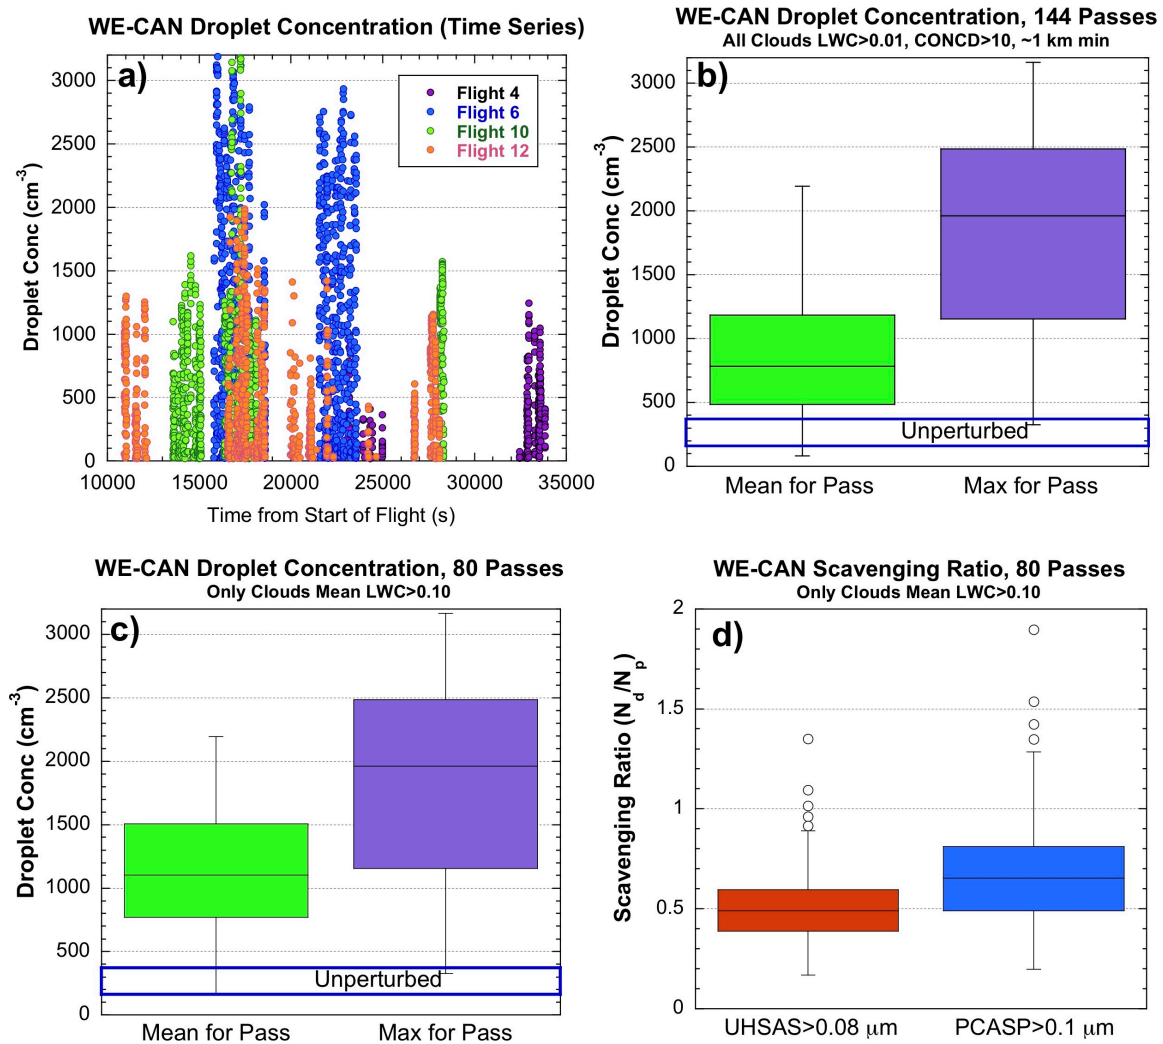 WE-CAN Droplet Concentration (Time Series)
a)
Flight 4
Flight 6
Flight 10
Flight 12
Droplet Conc (cm⁻³)
3000
2500
2000
1500
1000
500
0
10000 15000 20000 25000 30000 35000
Time from Start of Flight (s)
WE-CAN Droplet Concentration, 144 Passes
All Clouds LWC>0.01, CONCD>10, ~1 km min
b)
Droplet Conc (cm⁻³)
3000
2500
2000
1500
1000
500
0
Unperturbed
Mean for Pass Max for Pass
WE-CAN Droplet Concentration, 80 Passes
Only Clouds Mean LWC>0.10
c)
Droplet Conc (cm⁻³)
3000
2500
2000
1500
1000
500
0
Unperturbed
Mean for Pass Max for Pass
WE-CAN Scavenging Ratio, 80 Passes
Only Clouds Mean LWC>0.10
d)
Scavenging Ratio (N_d/N_p)
2
1.5
1
0.5
0
UHSAS>0.08 μm PCASP>0.1 μm